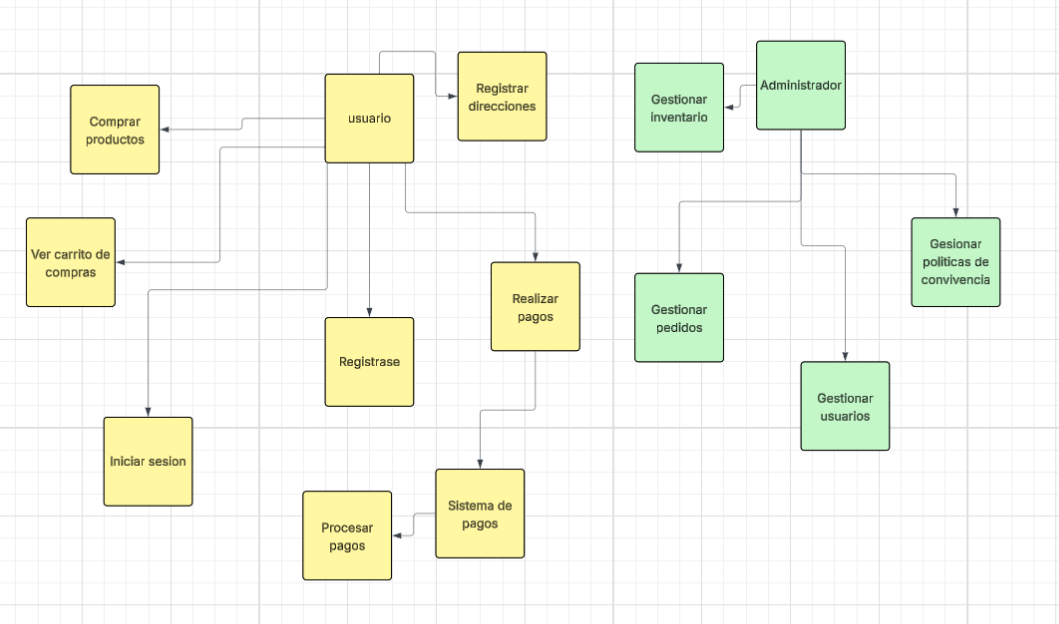 usuario
Registrar
direcciones
Comprar
productos
Ver carrito de
compras
Realizar
pagos
Registrase
Iniciar sesion
Sistema de
pagos
Procesar
pagos
Administrador
Gestionar
inventario
Gesionar
politicas de
convivencia
Gestionar
pedidos
Gestionar
usuarios